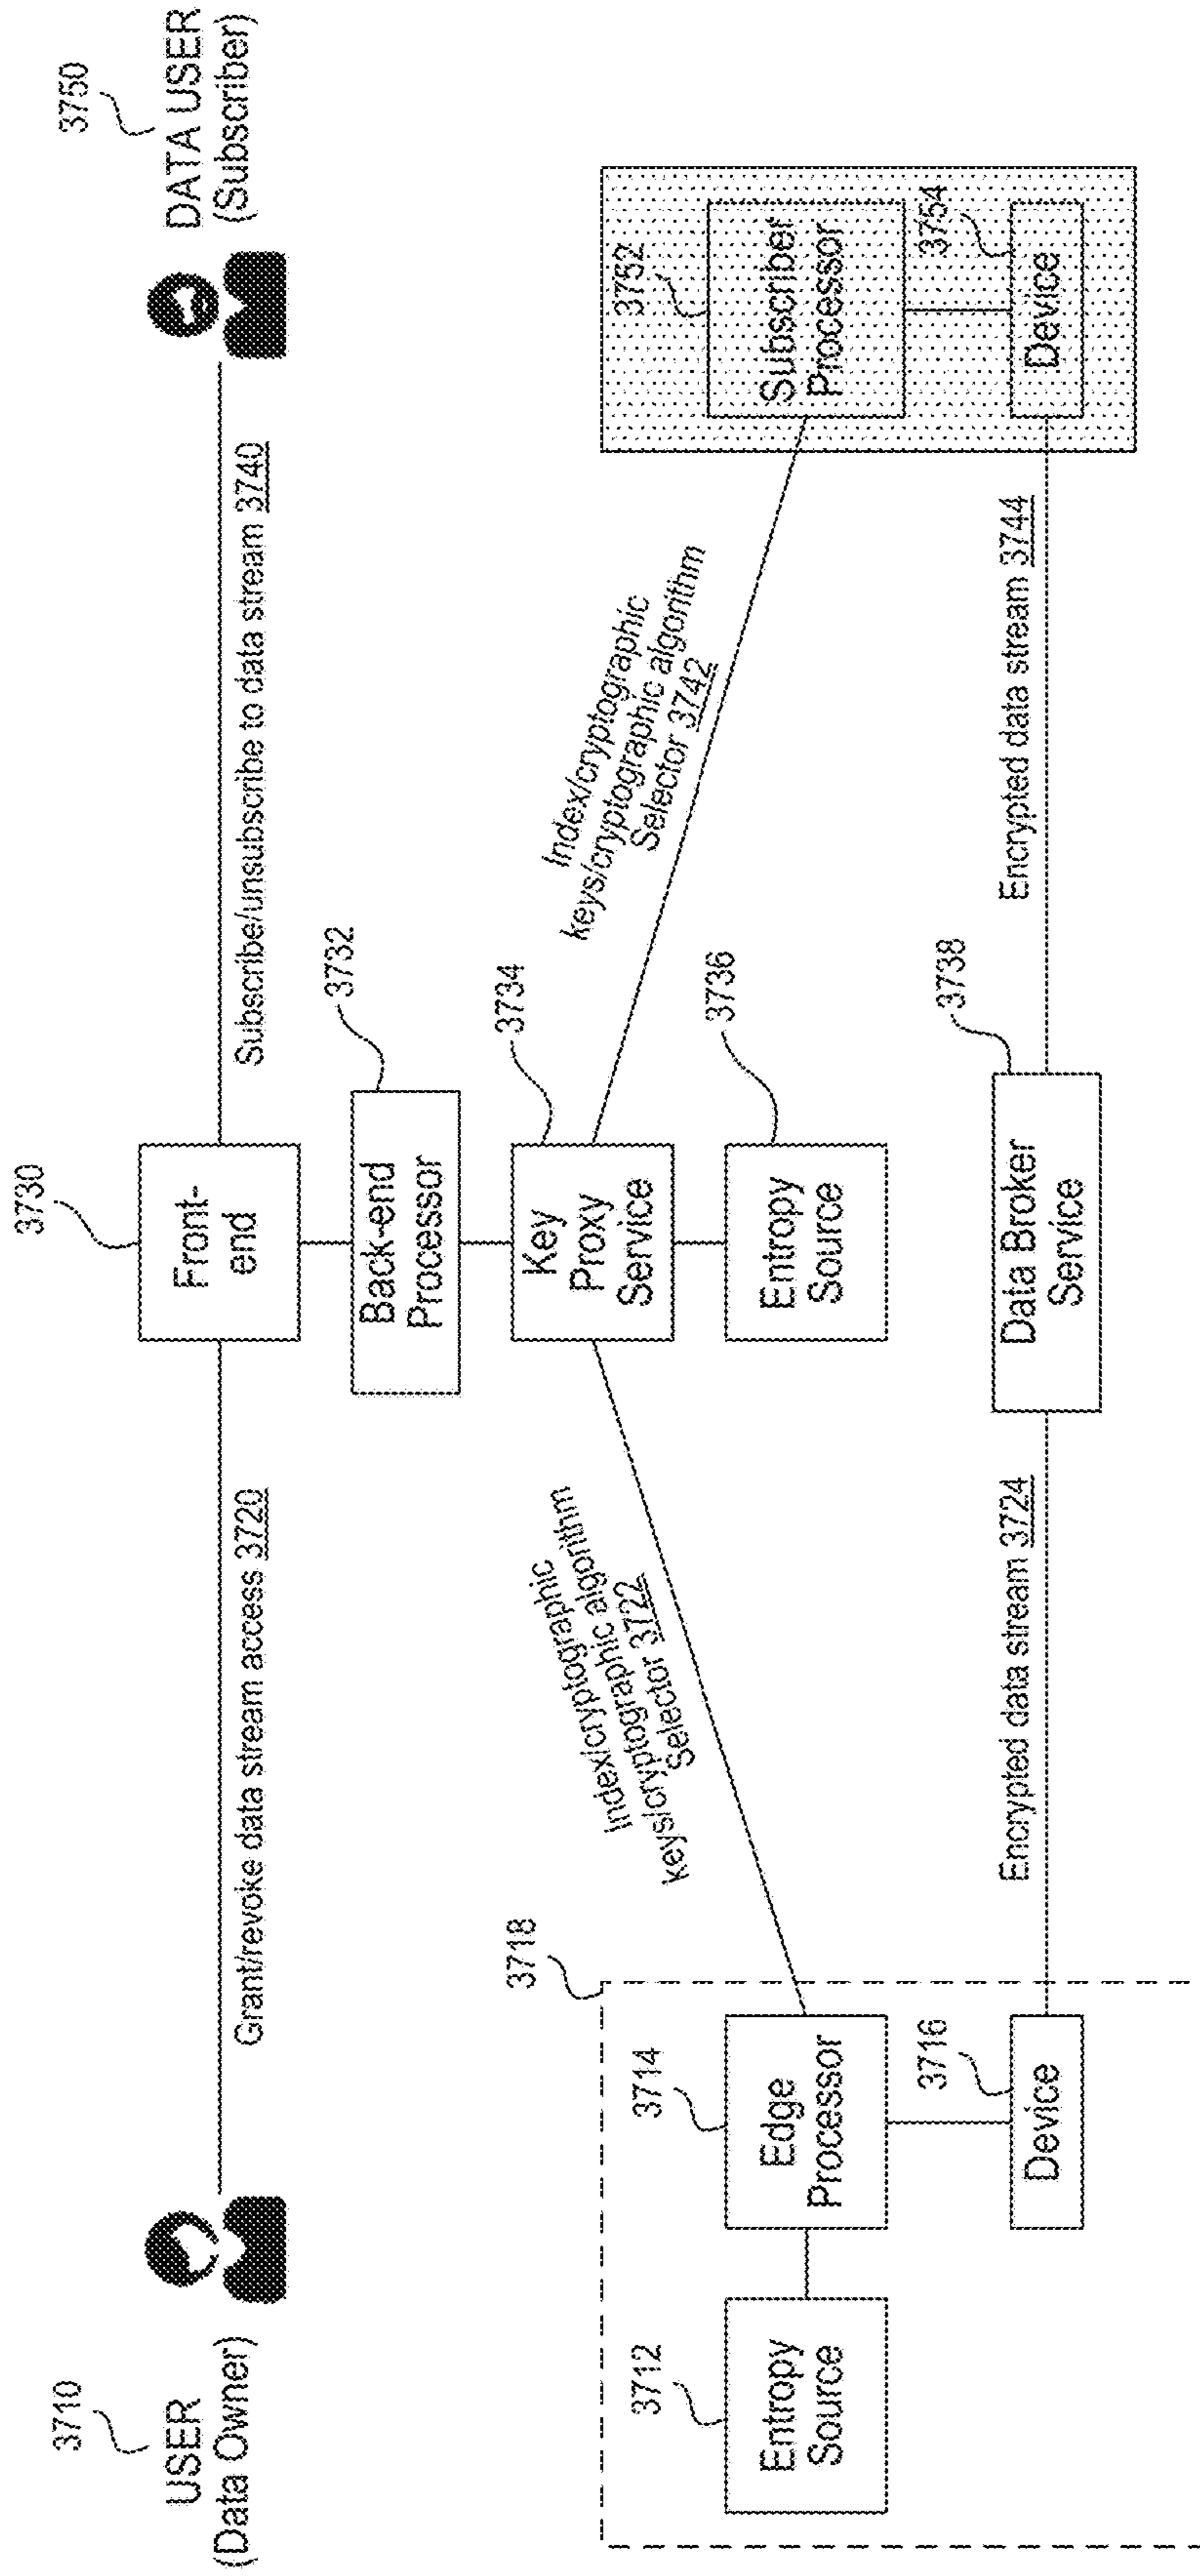 3710
USER
(Data Owner)
3750
DATA USER
(Subscriber)
3730
Front-
end
Grant/revoke data stream access 3720
Subscribe/unsubscribe to data stream 3740
3732
Back-end
Processor
3734
Key
Proxy
Service
3736
Entropy
Source
Index/cryptographic
keys/cryptographic algorithm
Selector 3722
Index/cryptographic
keys/cryptographic algorithm
Selector 3742
3718
3712
Entropy
Source
3714
Edge
Processor
3716
Device
Encrypted data stream 3724
3738
Data Broker
Service
Encrypted data stream 3744
3752
Subscriber
Processor
3754
Device